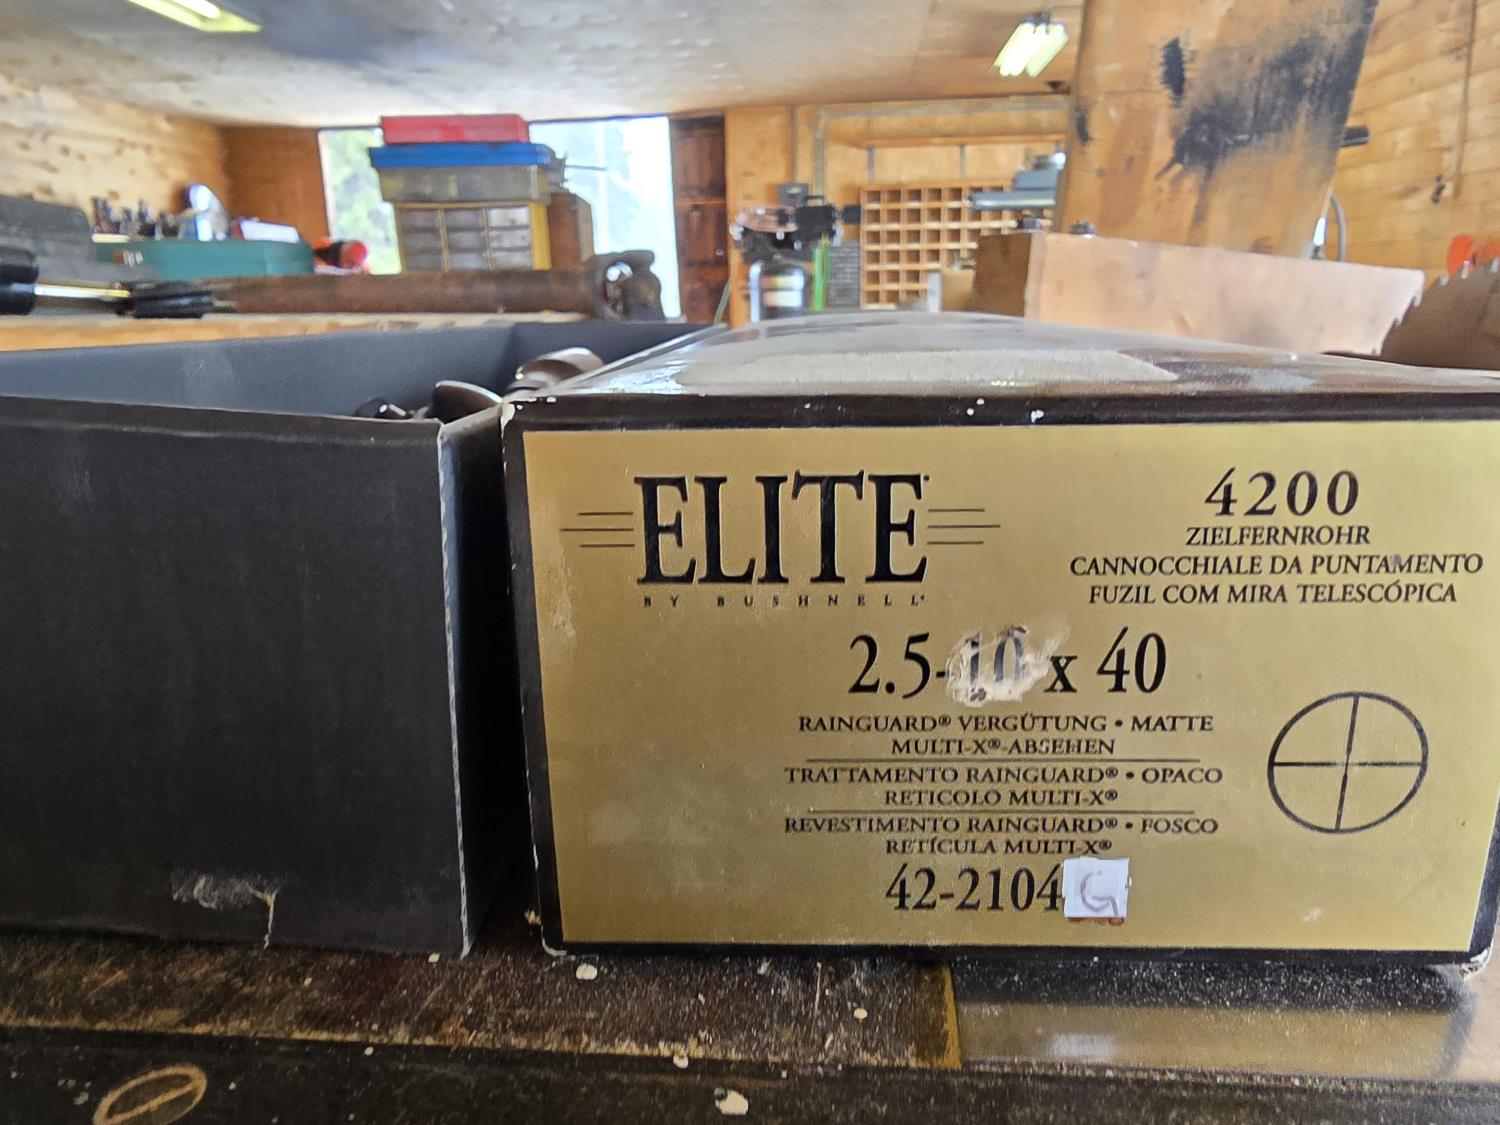 ELITE
BY BUSHNELL®
4200
ZIELFERNROHR
CANNOCCHIALE DA PUNTAMENTO
FUZIL COM MIRA TELESCÓPICA
2.5-10 x 40
RAINGUARD® VERGÜTUNG • MATTE
MULTI-X®-ABSEHEN
TRATTAMENTO RAINGUARD® • OPACO
RETICOLO MULTI-X®
REVESTIMENTO RAINGUARD® • FOSCO
RETÍCULA MULTI-X®
42-2104G